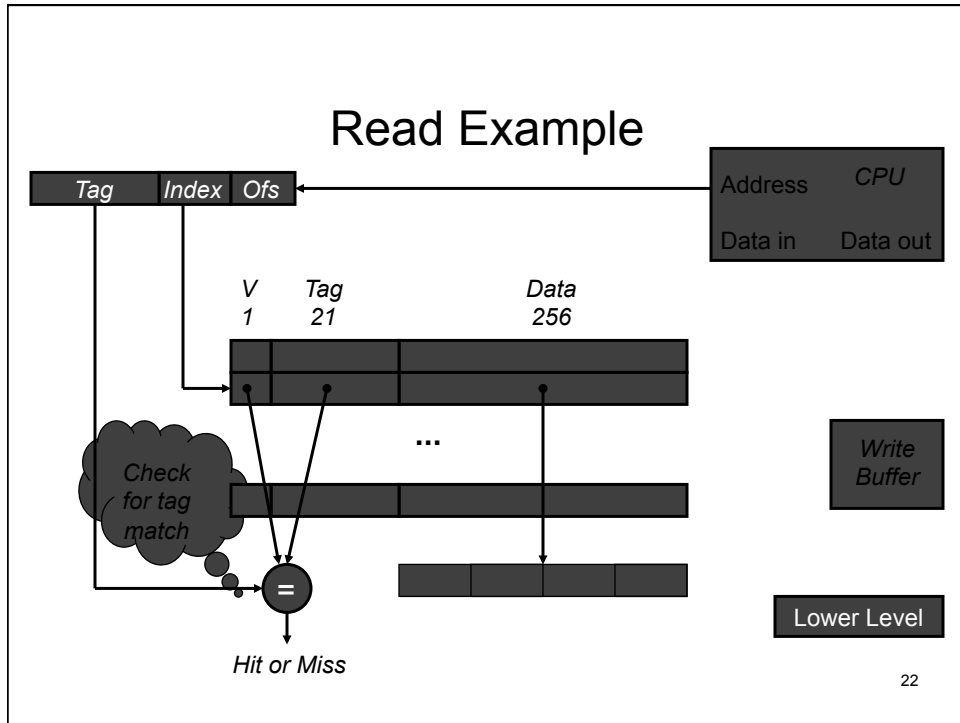 Read Example
Tag Index Ofs
Address CPU
Data in Data out
V Tag Data
1 21 256
...
Check
for tag
match
Write
Buffer
=
Lower Level
Hit or Miss
22